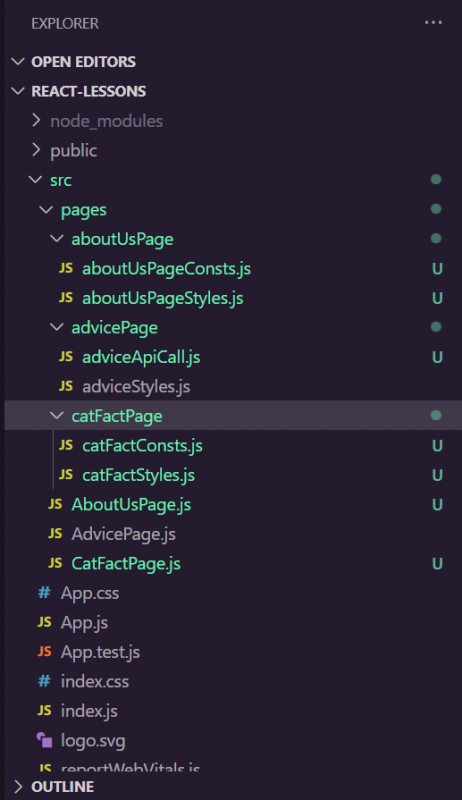 EXPLORER ...
OPEN EDITORS
REACT-LESSONS
node_modules
public
src
pages
aboutUsPage
JS aboutUsPageConsts.js U
JS aboutUsPageStyles.js U
advicePage
JS adviceApiCall.js U
JS adviceStyles.js
catFactPage
JS catFactConsts.js U
JS catFactStyles.js U
JS AboutUsPage.js U
JS AdvicePage.js
JS CatFactPage.js U
# App.css
JS App.js
JS App.test.js
# index.css
JS index.js
logo.svg
JS reportWebVitals.js
OUTLINE